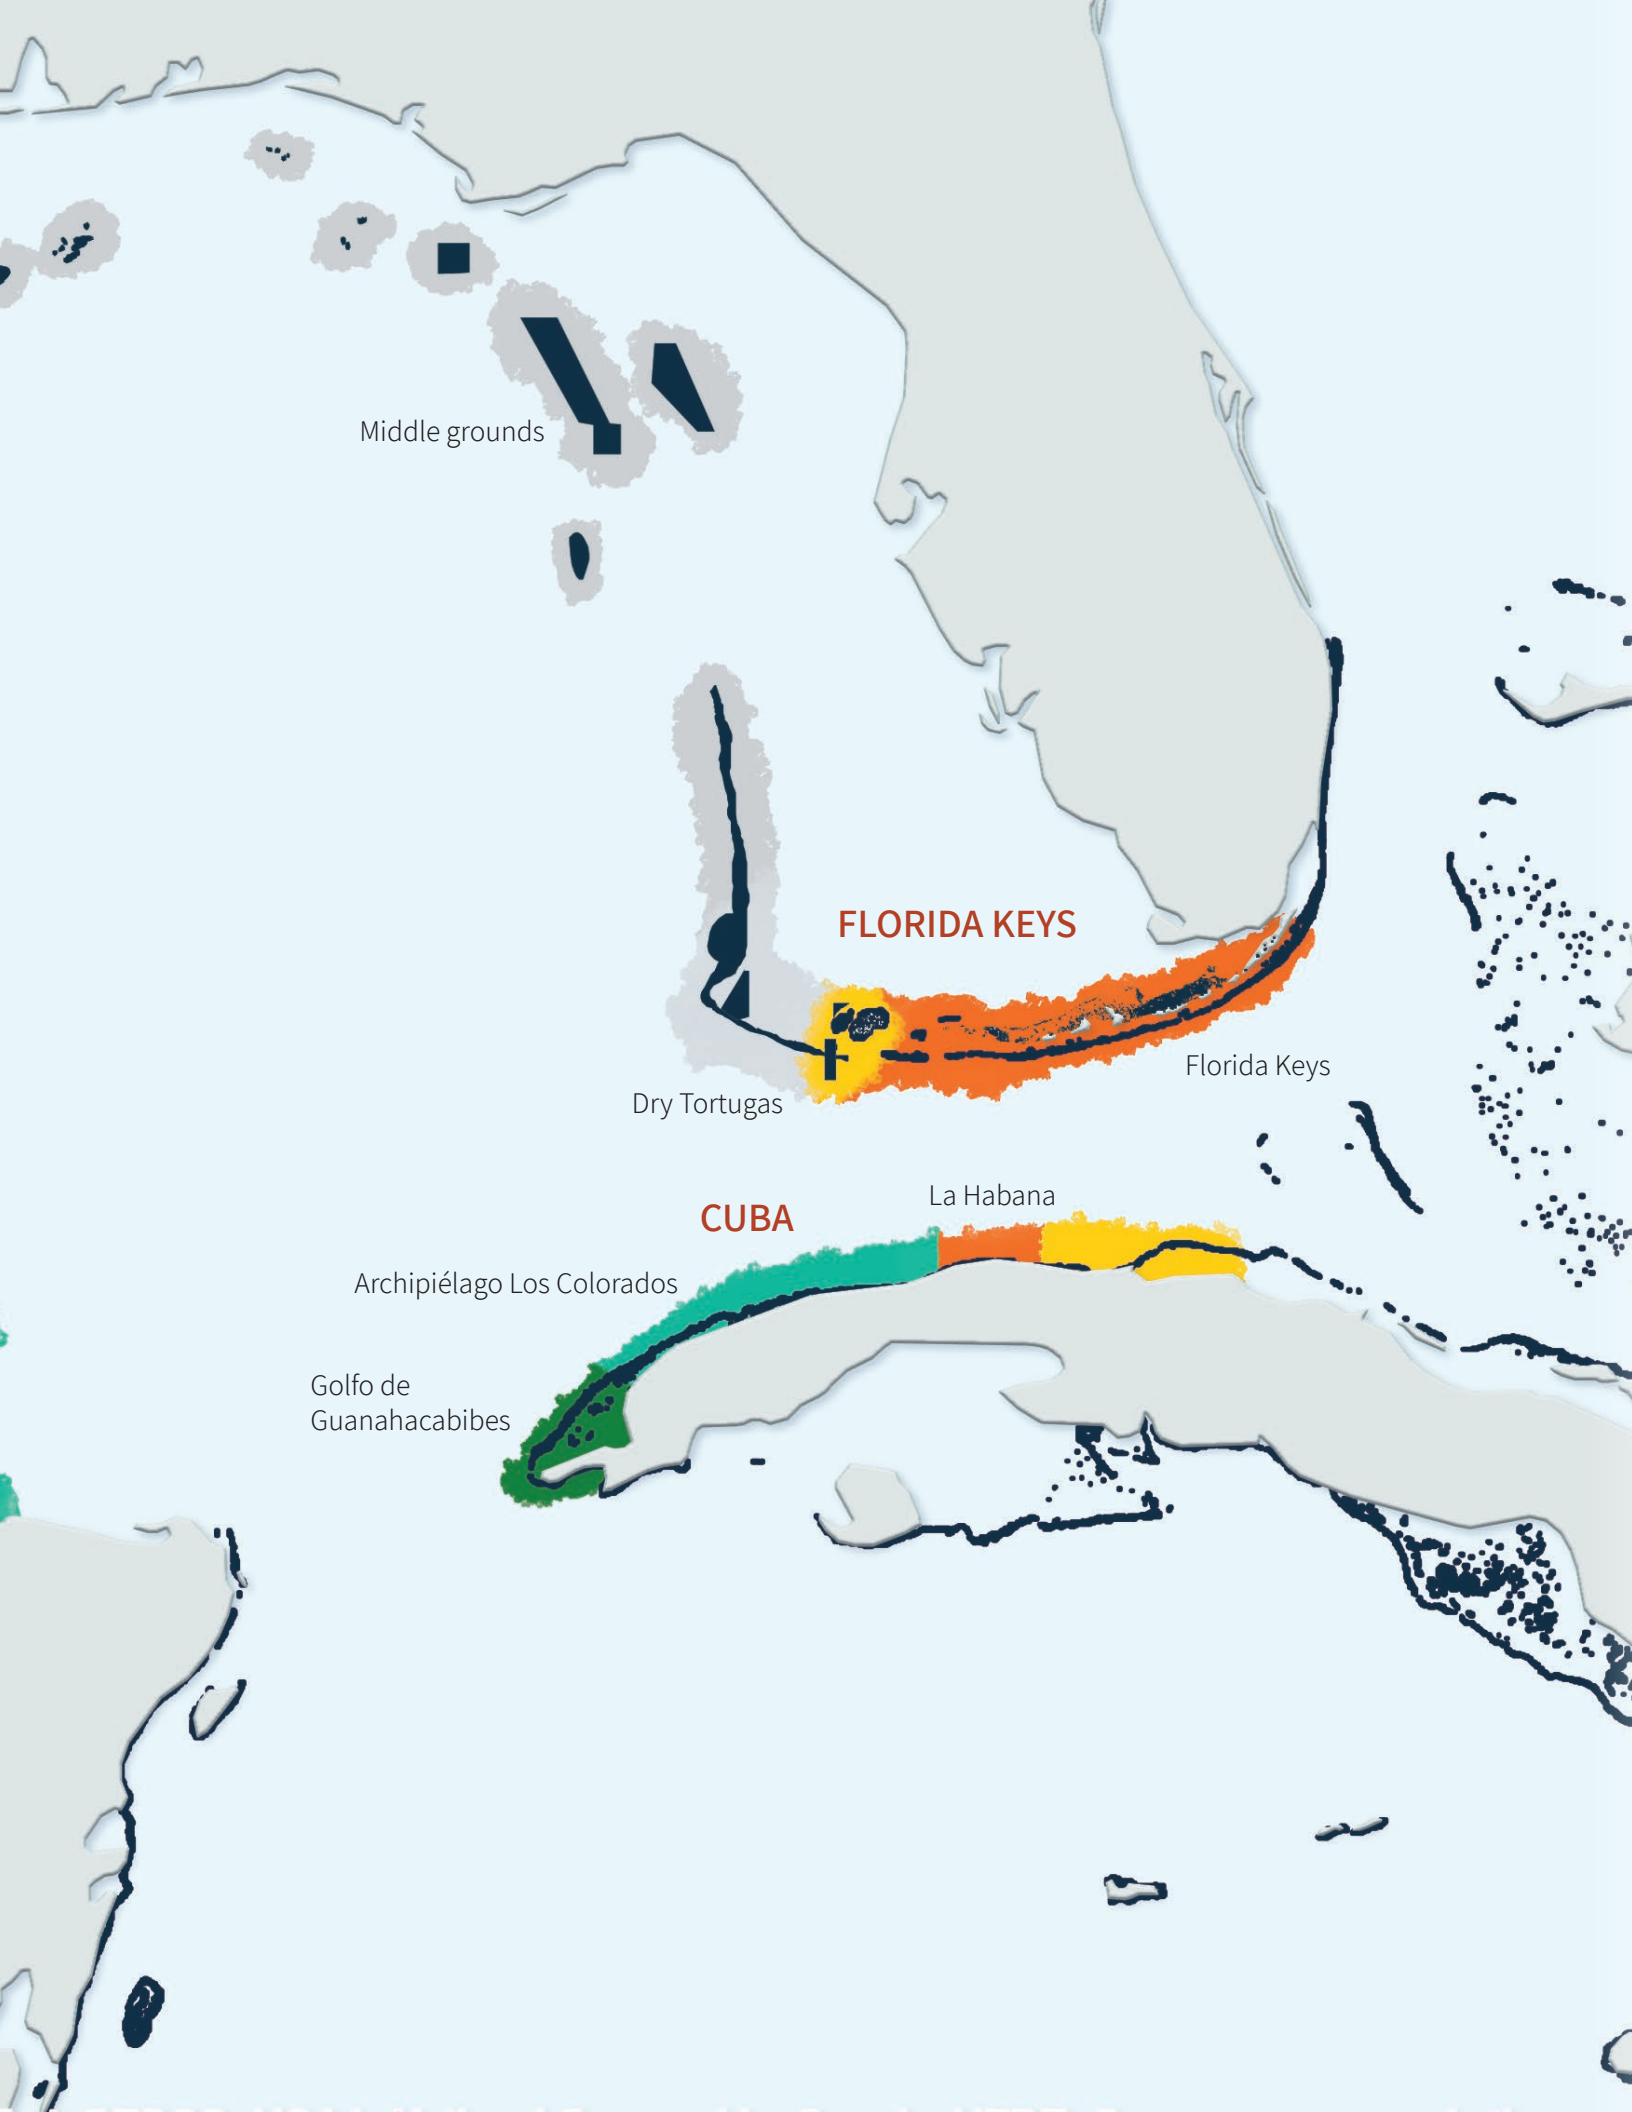 Middle grounds
FLORIDA KEYS
Florida Keys
Dry Tortugas
La Habana
CUBA
Archipiélago Los Colorados
Golfo de
Guanahacabibes